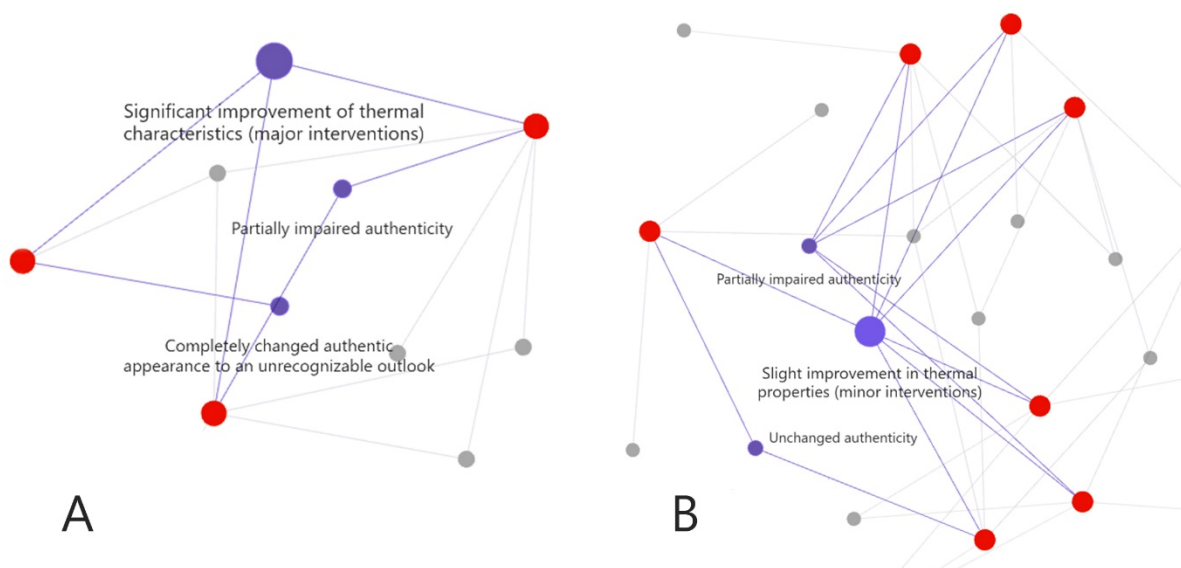 Significant improvement of thermal
characteristics (major interventions)
Partially impaired authenticity
Completely changed authentic
appearance to an unrecognizable outlook
A
Partially impaired authenticity
Slight improvement in thermal
properties (minor interventions)
Unchanged authenticity
B